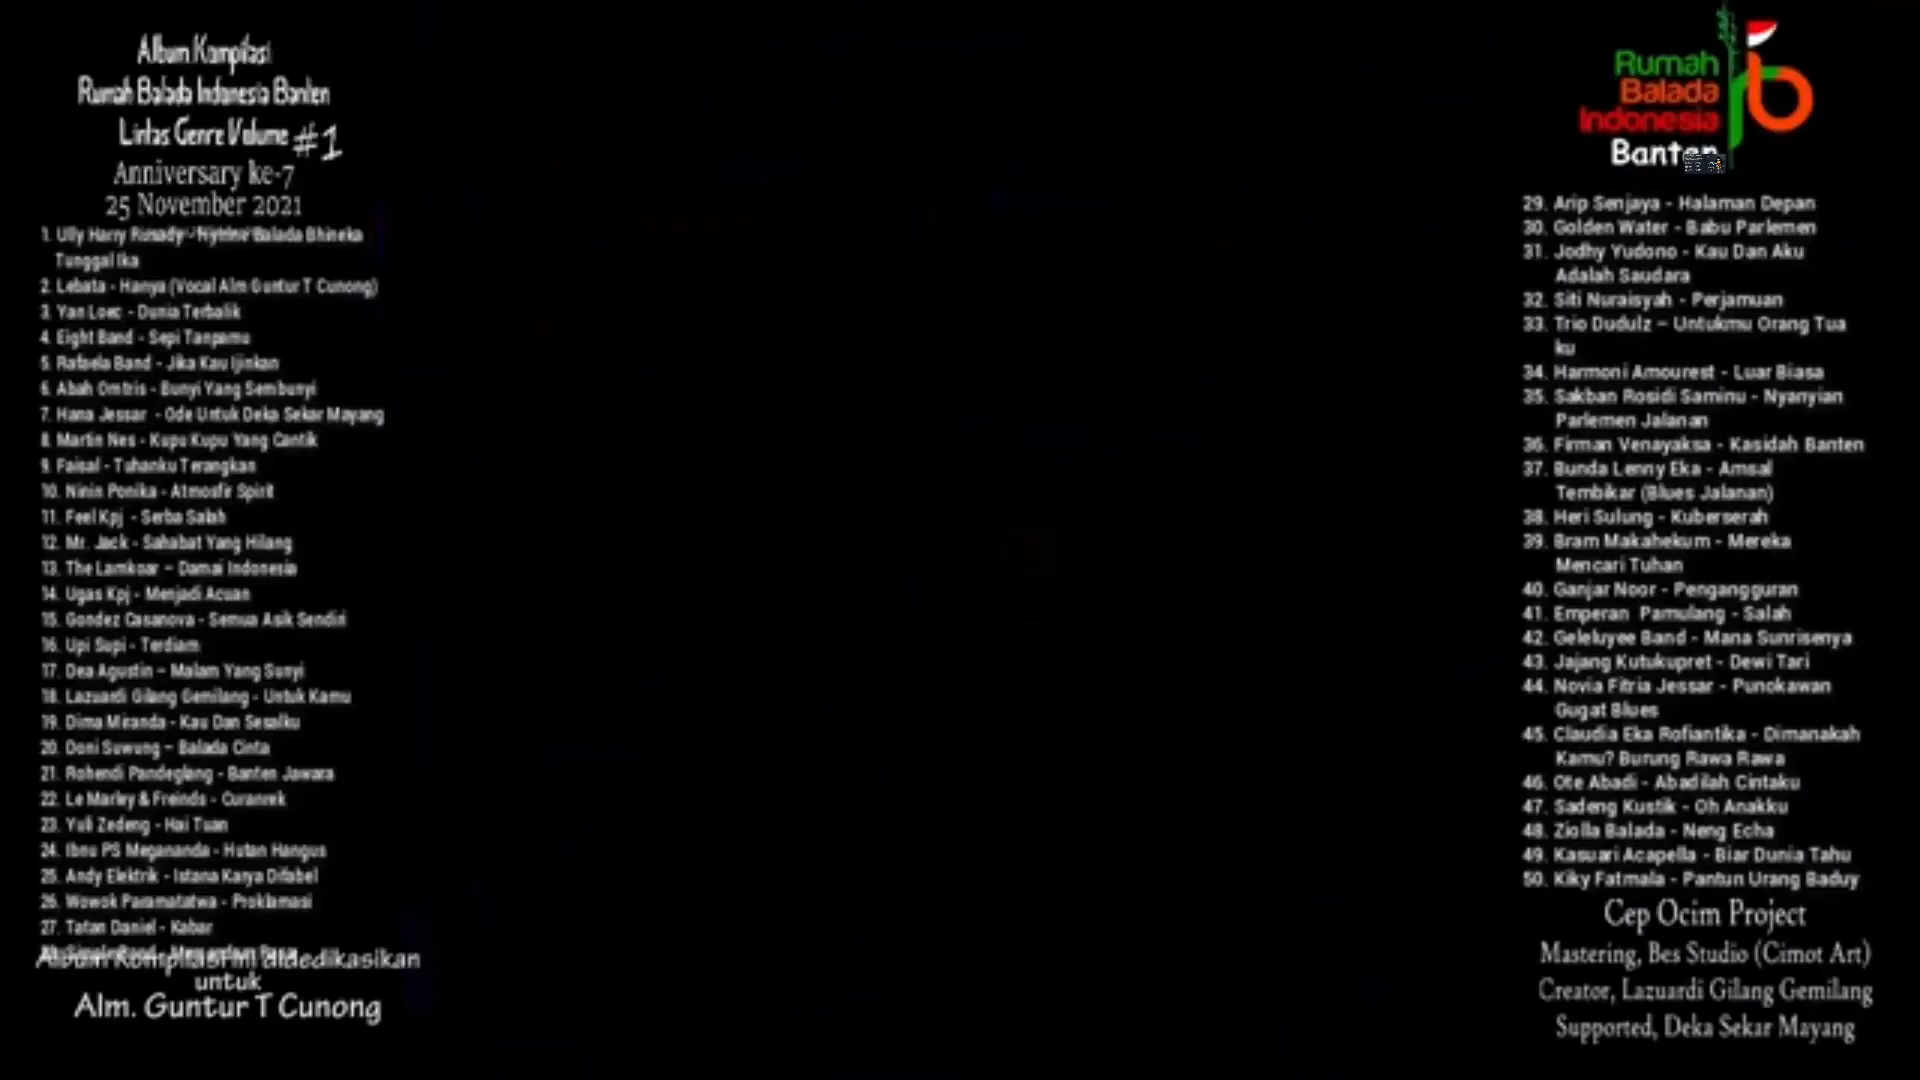 Album Kompilasi
Rumah Balada Indonesia Banten
Lintas Genre Volume #1
Anniversary ke-7
25 November 2021
1. Ully Harry Rusady - Hymne Balada Bhineka
Tunggal Ika
2. Lebata - Hanya (Vocal Alm Guntur T Cunong)
3. Yan Loec - Dunia Terbalik
4. Eight Band - Sepi Tanpamu
5. Rafaela Band - Jika Kau Ijinkan
6. Abah Omtris - Bunyi Yang Sembunyi
7. Hana Jessar - Ode Untuk Deka Sekar Mayang
8. Martin Nes - Kupu Kupu Yang Cantik
9. Faisal - Tuhanku Terangkan
10. Ninin Ponika - Atmosfir Spirit
11. Feel Kpj - Serba Salah
12. Mr. Jack - Sahabat Yang Hilang
13. The Lamkoar – Damai Indonesia
14. Ugas Kpj - Menjadi Acuan
15. Gondez Casanova - Semua Asik Sendiri
16. Upi Supi - Terdiam
17. Dea Agustin – Malam Yang Sunyi
18. Lazuardi Gilang Gemilang - Untuk Kamu
19. Dima Miranda - Kau Dan Sesalku
20. Doni Suwung – Balada Cinta
21. Rohendi Pandeglang - Banten Jawara
22. Le Marley & Freinds - Curanrek
23. Yuli Zedeng - Hai Tuan
24. Ibnu PS Megananda - Hutan Hangus
25. Andy Elektrik - Istana Karya Difabel
26. Wowok Paramatatwa - Proklamasi
27. Tatan Daniel - Kabar
Album Kompilasi ini didedikasikan
untuk
Alm. Guntur T Cunong
Rumah
Balada
Indonesia
Banten
29. Arip Senjaya - Halaman Depan
30. Golden Water - Babu Parlemen
31. Jodhy Yudono - Kau Dan Aku
Adalah Saudara
32. Siti Nuraisyah - Perjamuan
33. Trio Dudulz – Untukmu Orang Tua
ku
34. Harmoni Amourest - Luar Biasa
35. Sakban Rosidi Saminu - Nyanyian
Parlemen Jalanan
36. Firman Venayaksa - Kasidah Banten
37. Bunda Lenny Eka - Amsal
Tembikar (Blues Jalanan)
38. Heri Sulung - Kuberserah
39. Bram Makahekum - Mereka
Mencari Tuhan
40. Ganjar Noor - Pengangguran
41. Emperan Pamulang - Salah
42. Geleluyee Band - Mana Sunrisenya
43. Jajang Kutukupret - Dewi Tari
44. Novia Fitria Jessar - Punokawan
Gugat Blues
45. Claudia Eka Rofiantika - Dimanakah
Kamu? Burung Rawa Rawa
46. Ote Abadi - Abadilah Cintaku
47. Sadeng Kustik - Oh Anakku
48. Ziolla Balada - Neng Echa
49. Kasuari Acapella - Biar Dunia Tahu
50. Kiky Fatmala - Pantun Urang Baduy
Cep Ocim Project
Mastering, Bes Studio (Cimot Art)
Creator, Lazuardi Gilang Gemilang
Supported, Deka Sekar Mayang